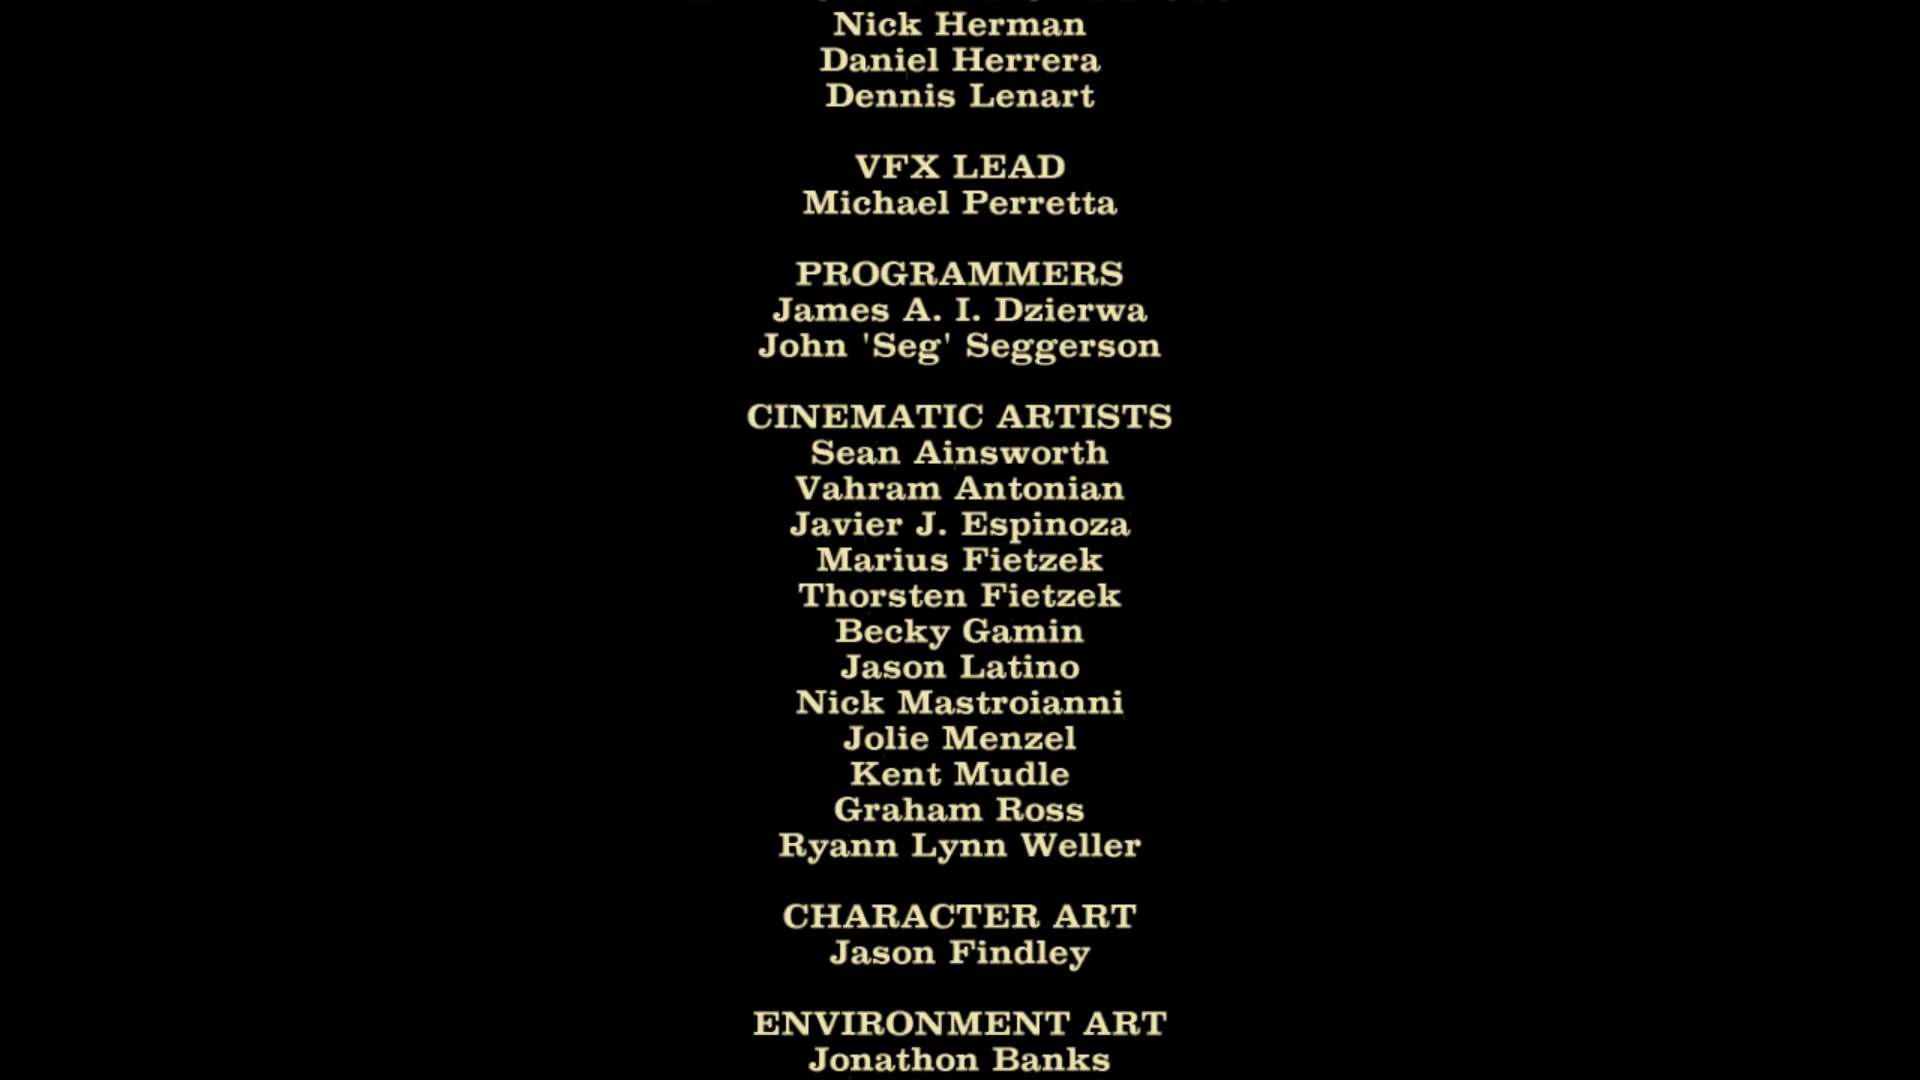 Nick Herman
Daniel Herrera
Dennis Lenart
VFX LEAD
Michael Perretta
PROGRAMMERS
James A. I. Dzierwa
John 'Seg' Seggerson
CINEMATIC ARTISTS
Sean Ainsworth
Vahram Antonian
Javier J. Espinoza
Marius Fietzek
Thorsten Fietzek
Becky Gamin
Jason Latino
Nick Mastroianni
Jolie Menzel
Kent Mudle
Graham Ross
Ryann Lynn Weller
CHARACTER ART
Jason Findley
ENVIRONMENT ART
Jonathon Banks